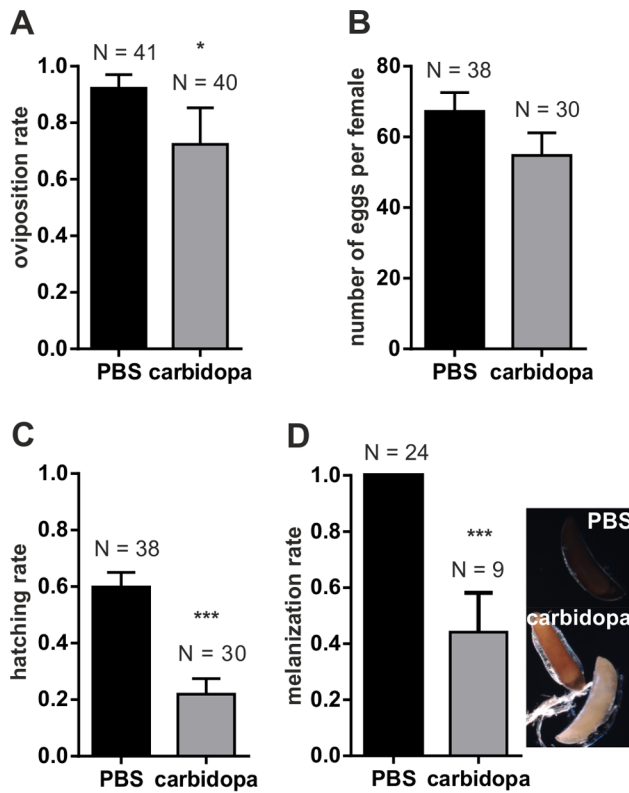 A
oviposition rate
1.0
0.8
0.6
0.4
0.2
0.0
N = 41
*
N = 40
PBS carbidopa
B
number of eggs per female
80
60
40
20
0
N = 38
N = 30
PBS carbidopa
C
hatching rate
1.0
0.8
0.6
0.4
0.2
0.0
N = 38
***
N = 30
PBS carbidopa
D
melanization rate
1.0
0.8
0.6
0.4
0.2
0.0
N = 24
***
N = 9
PBS carbidopa
PBS
carbidopa